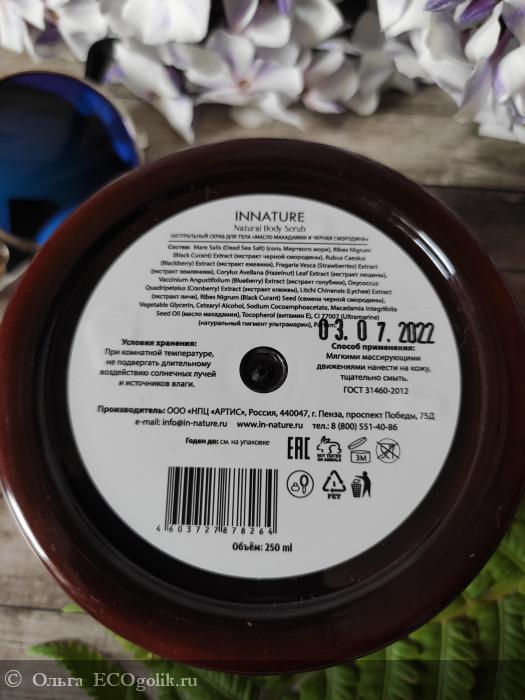 INNATURE
Natural Body Scrub
НАТУРАЛЬНЫЙ СКРАБ ДЛЯ ТЕЛА «МАСЛО МАКАДАМИИ И ЧЕРНАЯ СМОРОДИНА»
Состав: Mare Salis (Dead Sea Salt) (соль Мертвого моря), Ribes Nigrum
(Black Curant) Extract (экстракт черной смородины), Rubus Caesius
(Blackberry) Extract (экстракт ежевики), Fragaria Vesca (Strawberries) Extract
(экстракт земляники), Corylus Avellana (Hazelnut) Leaf Extract (экстракт лещины),
Vaccinium Angustifolium (Blueberry) Extract (экстракт голубики), Oxycoccus
Quadripetalus (Cranberry) Extract (экстракт клюквы), Litchi Chinensis (Lychee) Extract
(экстракт личи), Ribes Nigrum (Black Curant) Seed (семена черной смородины),
Vegetable Glycerin, Cetearyl Alcohol, Sodium Cocoamphoacetate, Macadamia Integrifolia
Seed Oil (масло макадамии), Tocopherol (витамин Е), CI 77007 (Ultramarine)
(натуральный пигмент ультрамарин),
03.07.2022
Условия хранения:
При комнатной температуре,
не подвергать длительному
воздействию солнечных лучей
и источников влаги.
Способ применения:
Мягкими массирующими
движениями нанести на кожу,
тщательно смыть.
ГОСТ 31460-2012
Производитель: ООО «НПЦ «АРТИС», Россия, 440047, г. Пенза, проспект Победы, 75Д
e-mail: info@in-nature.ru www.in-nature.ru тел.: 8 (800) 551-40-86
Годен до: см. на упаковке
EAC
NOT TESTED
ON ANIMALS
3М
1
PET
4 603727 878264
Объём: 250 ml
© Ольга ECOgolik.ru